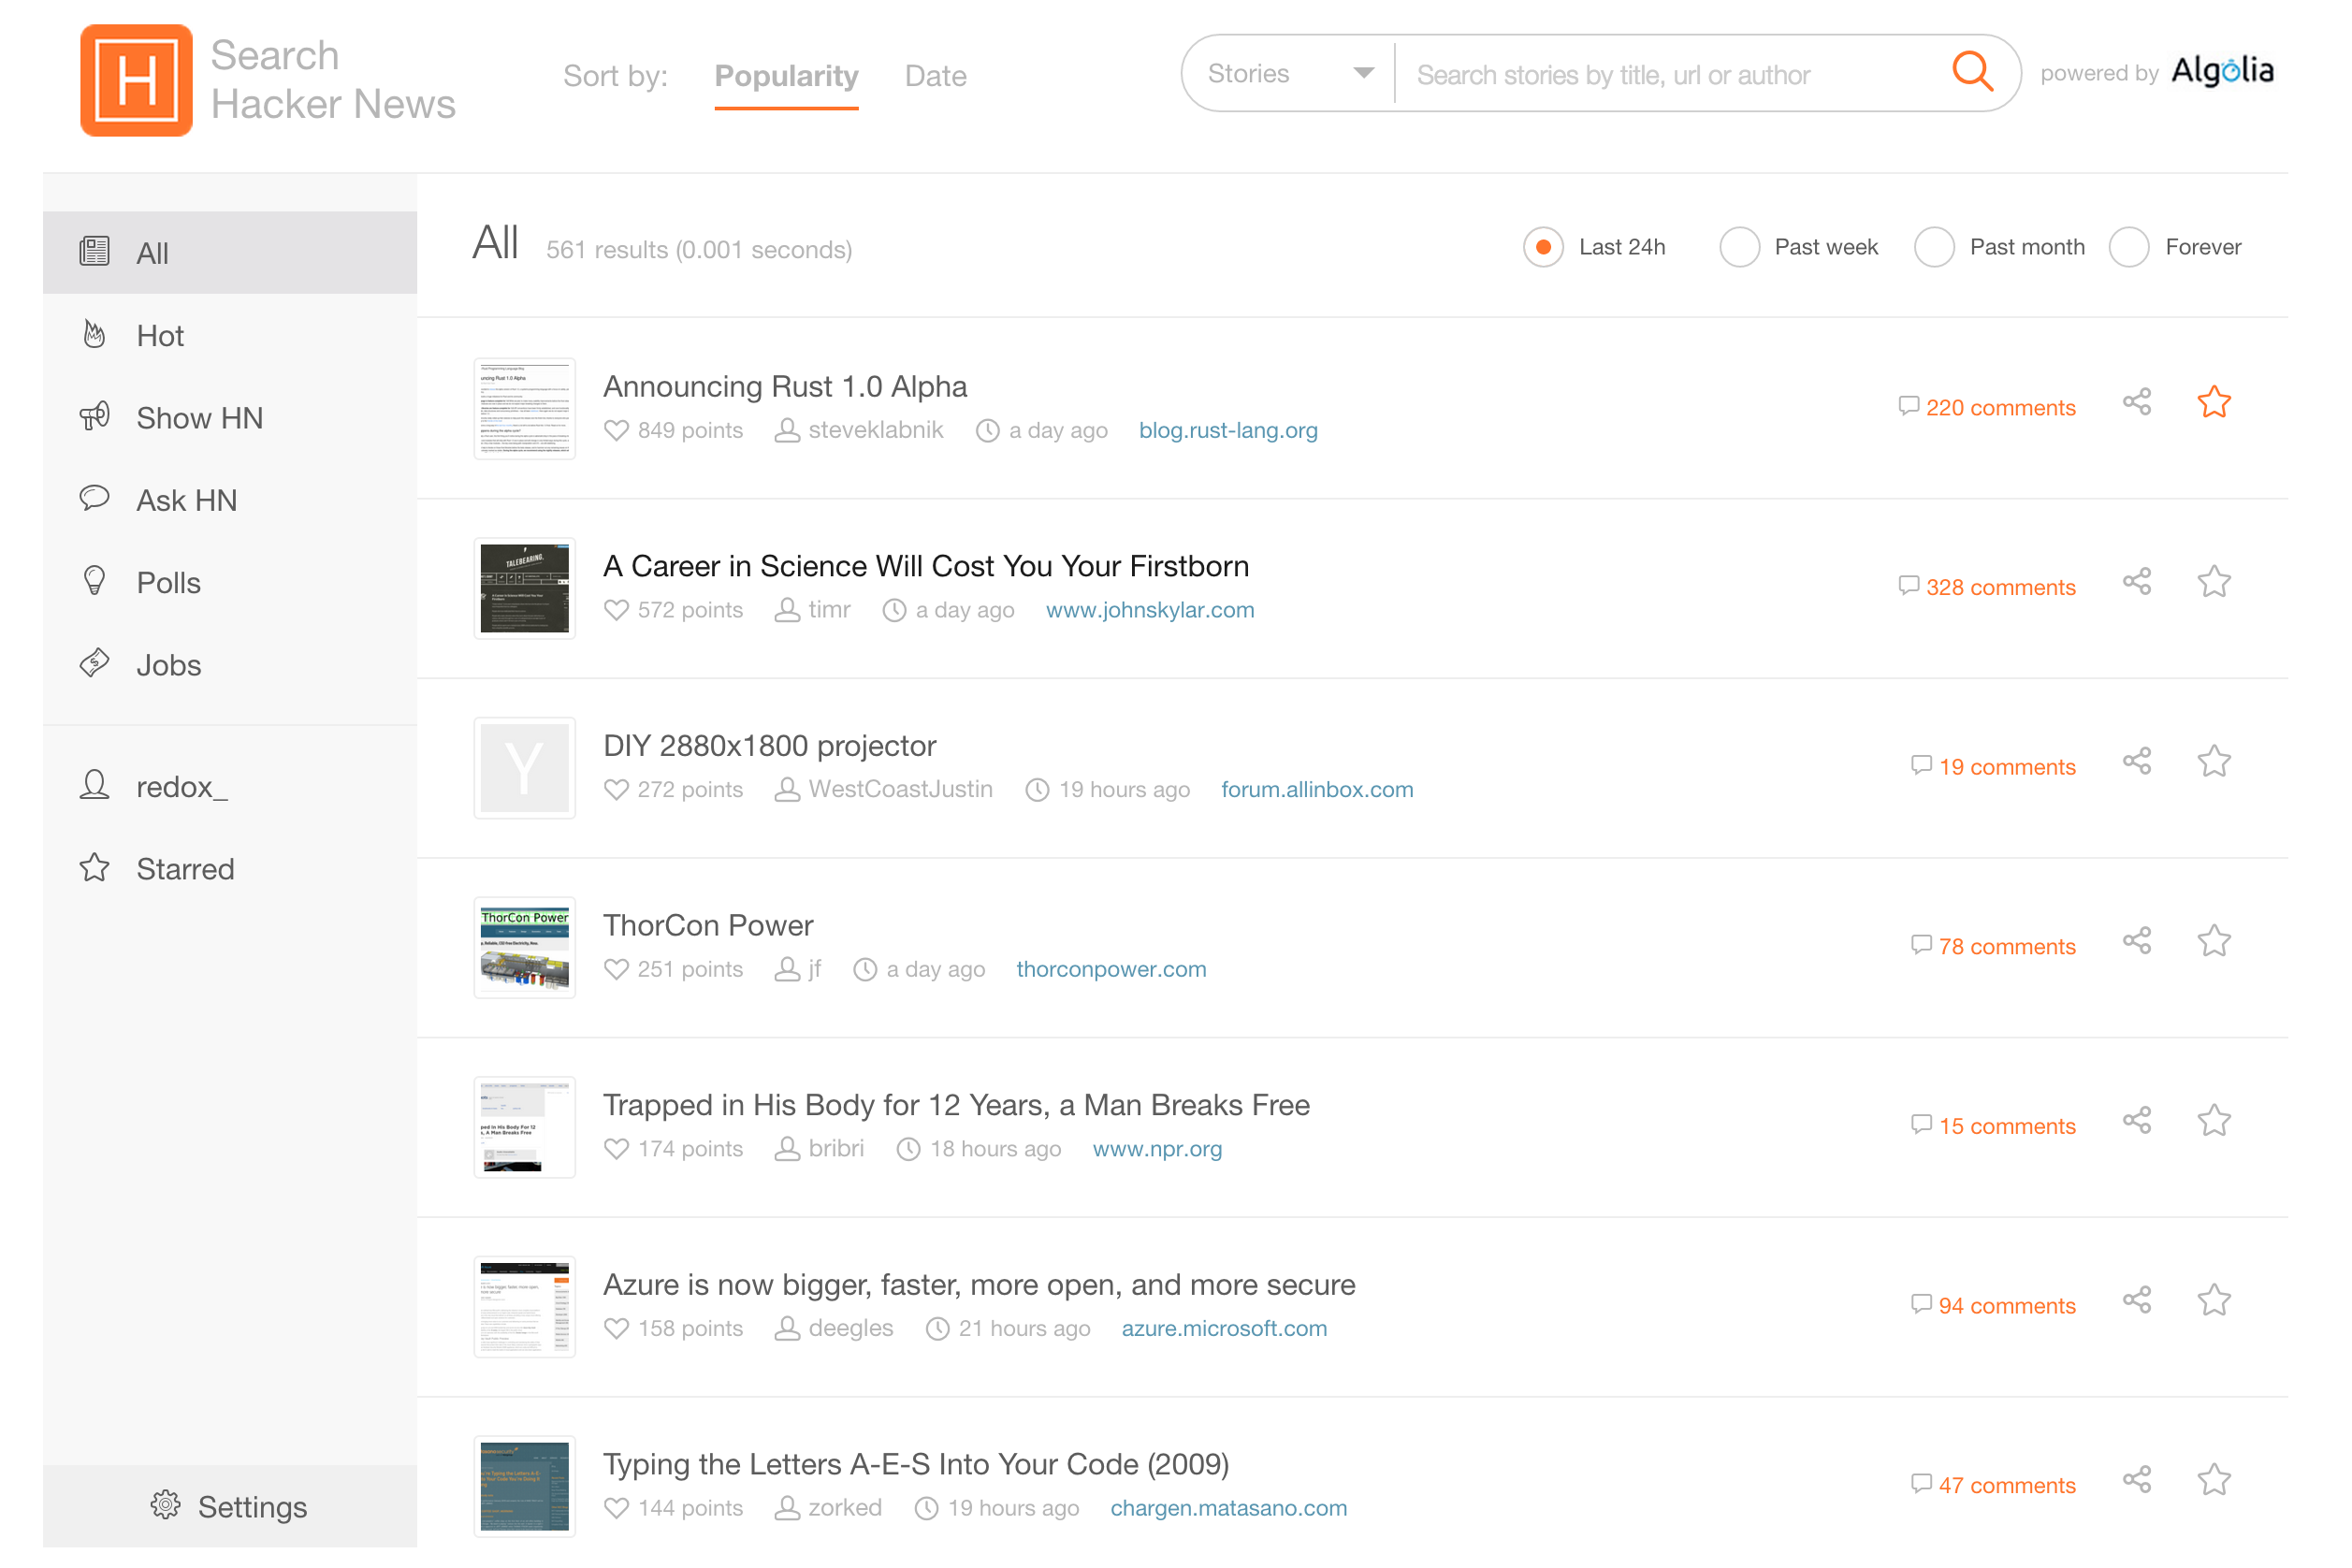 H
Search
Hacker News
Sort by: Popularity Date
Stories Search stories by title, url or author
powered by Algolia
All
Hot
Show HN
Ask HN
Polls
Jobs
redox_
Starred
Settings
All 561 results (0.001 seconds)
Last 24h Past week Past month Forever
Announcing Rust 1.0 Alpha
849 points steveklabnik a day ago blog.rust-lang.org
220 comments
TALEBEARING.
A Career in Science Will Cost You Your Firstborn
572 points timr a day ago www.johnskylar.com
328 comments
Y
DIY 2880x1800 projector
272 points WestCoastJustin 19 hours ago forum.allinbox.com
19 comments
ThorCon Power
ThorCon Power
251 points jf a day ago thorconpower.com
78 comments
Trapped in His Body for 12 Years, a Man Breaks Free
174 points bribri 18 hours ago www.npr.org
15 comments
Azure is now bigger, faster, more open, and more secure
158 points deegles 21 hours ago azure.microsoft.com
94 comments
Typing the Letters A-E-S Into Your Code (2009)
144 points zorked 19 hours ago chargen.matasano.com
47 comments